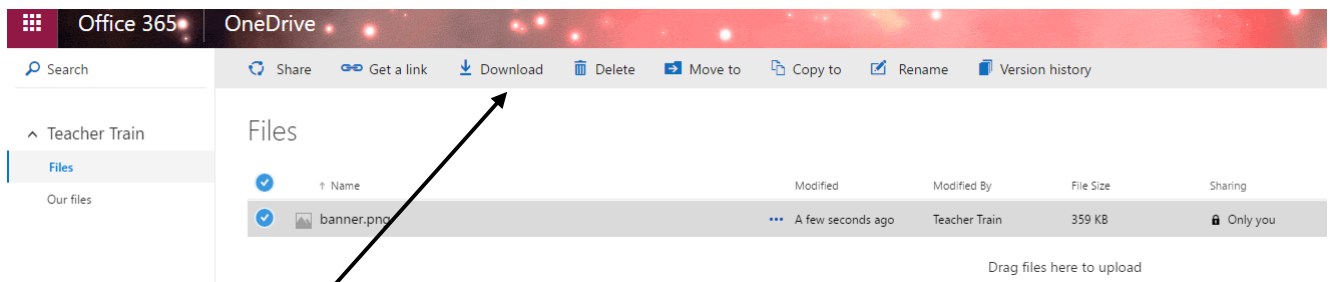 Office 365 OneDrive
Search Share Get a link Download Delete Move to Copy to Rename Version history
Teacher Train Files
Files
Our files
Name Modified Modified By File Size Sharing
banner.png A few seconds ago Teacher Train 359 KB Only you
Drag files here to upload